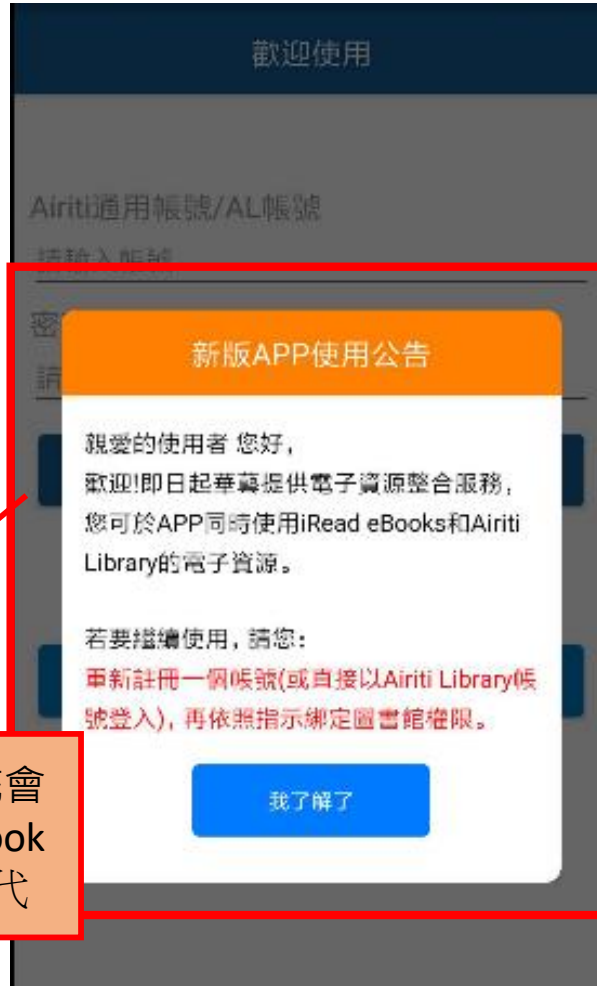 歡迎使用
Airiti通用帳號/AL帳號
請輸入帳號
密
請
新版APP使用公告
親愛的使用者 您好,
歡迎!即日起華藝提供電子資源整合服務,
您可於APP同時使用iRead eBooks和Airiti
Library的電子資源。
若要繼續使用, 請您:
重新註冊一個帳號(或直接以Airiti Library帳
號登入), 再依照指示綁定圖書館權限。
我了解了
會
ook
代